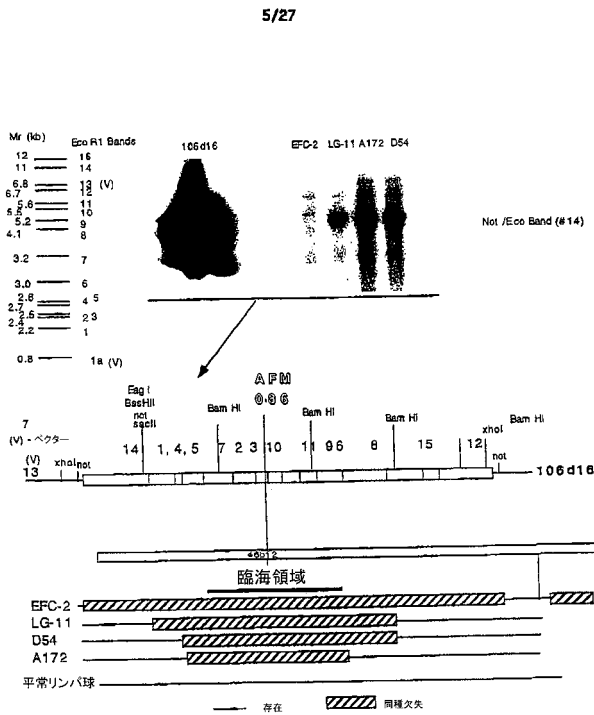 5/27
Mr (kb) Eco R1 Bands
12 15
11 14
6.8 13 (V)
6.7 12
5.6 11
5.5 10
5.2 9
4.1 8
3.2 7
3.0 6
2.8 5
2.7 4
2.6 3
2.4 2
2.2 1
0.8 1a (V)
106d16
EFC-2 LG-11 A172 D54
Not /Eco Band (#14)
AFM
Eag I
BssHII
not
sacII
Bam HI
Bam HI
Bam HI
xhoI
not
Bam HI
7
(V) - ベクター
(V)
13
xhoI not
14 1, 4, 5 7 2 3 10 11 9 6 8 15 12
106d16
46b12
臨海領域
EFC-2
LG-11
D54
A172
平常リンパ球
存在
同種欠失